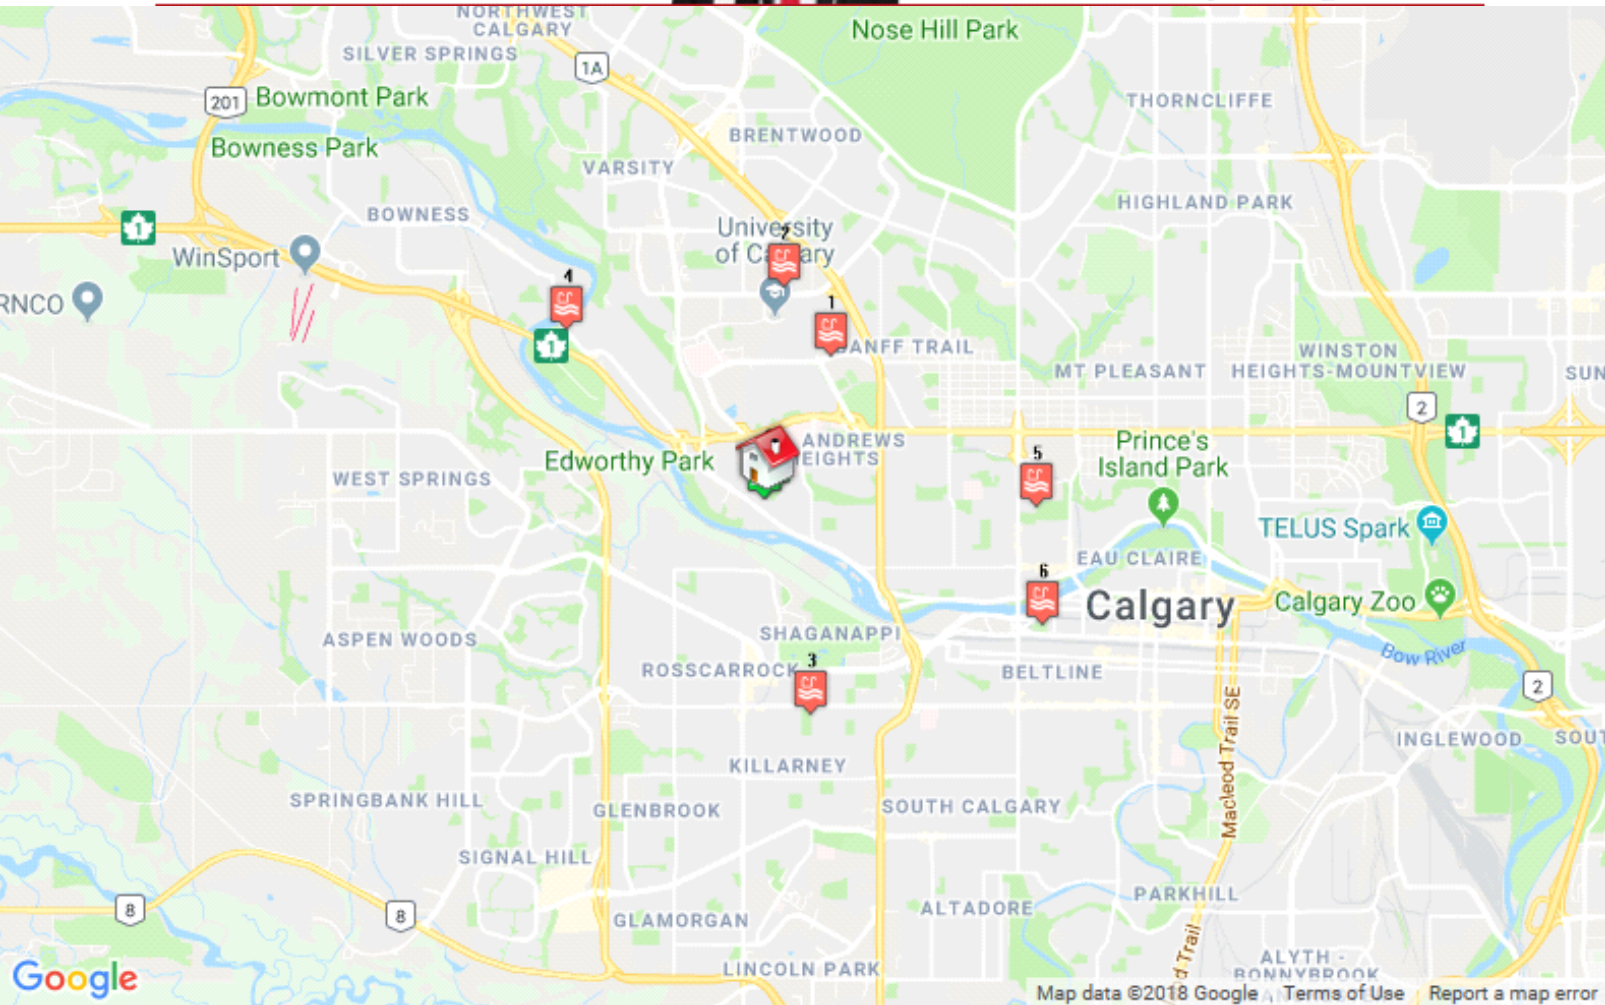 NORTHWEST
CALGARY
Nose Hill Park
SILVER SPRINGS
1A
201
Bowmont Park
THORNCLIFFE
BRENTWOOD
Bowness Park
VARSITY
HIGHLAND PARK
BOWNESS
1
University
of Calgary
2
WinSport
4
RNCO
1
1
BANFF TRAIL
WINSTON
HEIGHTS-MOUNTVIEW
MT PLEASANT
SUN
2
1
ANDREWS
EIGHTS
Prince's
Island Park
Edworthy Park
5
WEST SPRINGS
TELUS Spark
EAU CLAIRE
6
Calgary
Calgary Zoo
SHAGANAPPI
ASPEN WOODS
Bow River
ROSSCARROCK
3
BELTLINE
2
Macleod Trail SE
INGLEWOOD
SOUT
KILLARNEY
SPRINGBANK HILL
GLENBROOK
SOUTH CALGARY
SIGNAL HILL
PARKHILL
8
8
ALTADORE
GLAMORGAN
d Trail
ALYTH -
BONNYBROOK
LINCOLN PARK
Google
Map data ©2018 Google
Terms of Use
Report a map error